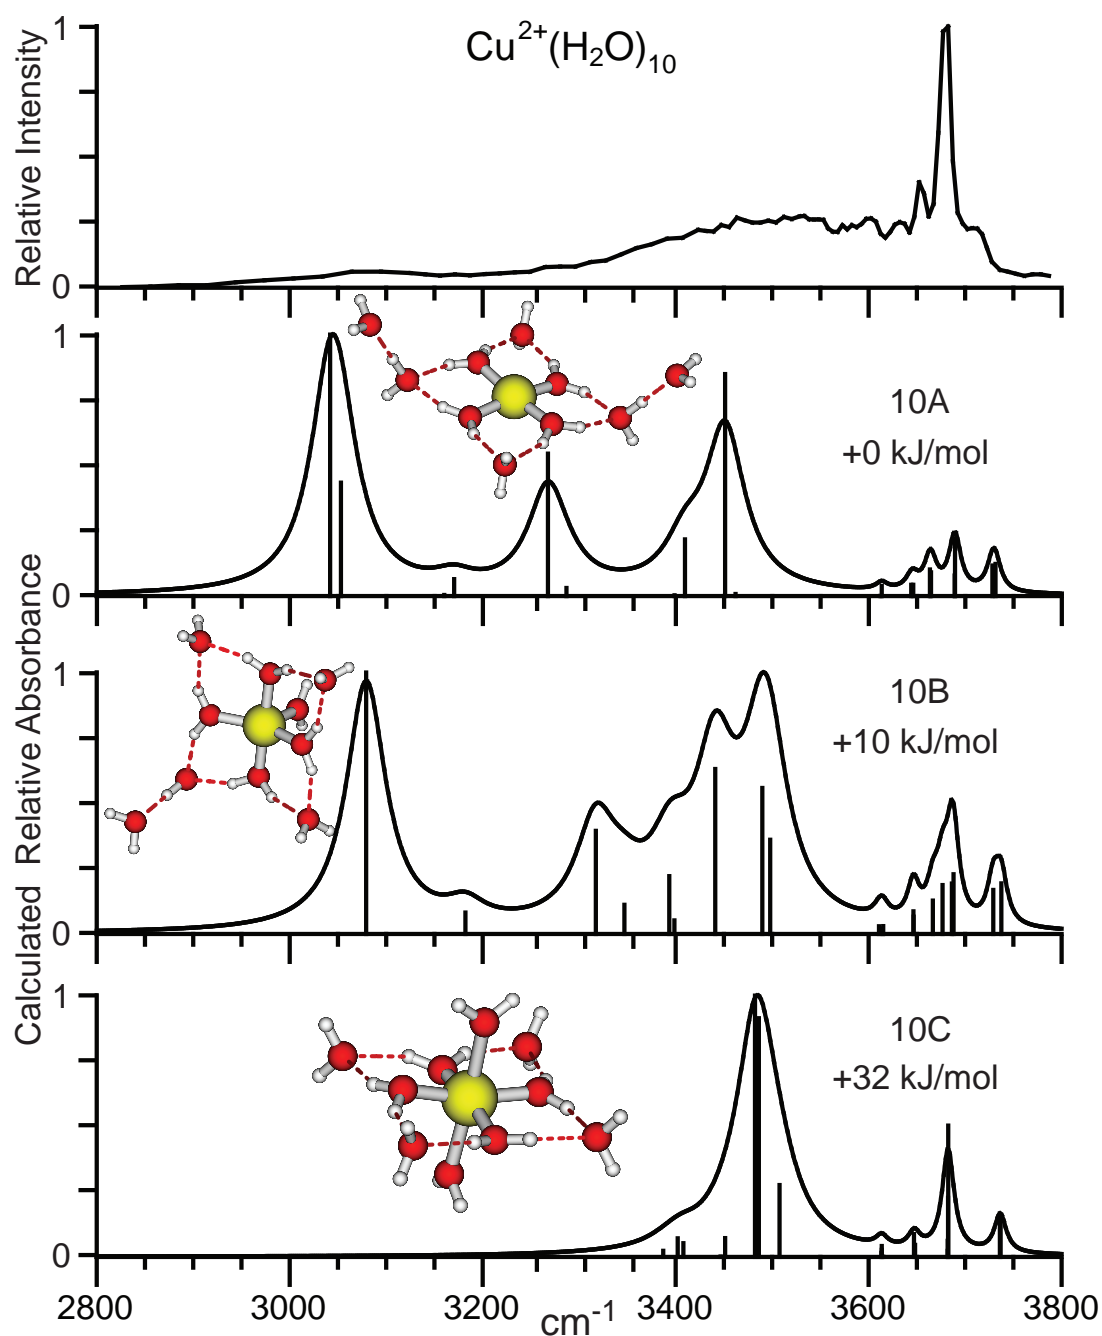 Cu2+(H2O)10
Relative Intensity
1
0
1
10A
+0 kJ/mol
0
Calculated Relative Absorbance
1
10B
+10 kJ/mol
0
1
10C
+32 kJ/mol
0
2800 3000 3200 3400 3600 3800
cm-1